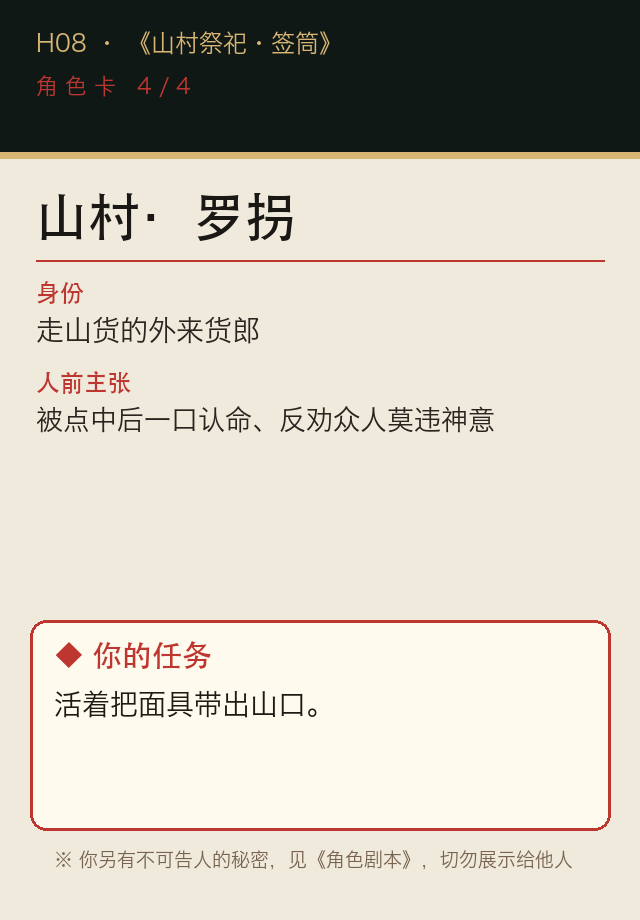 H08 · 《山村祭祀·签筒》
角色卡 4/4
山村· 罗拐
身份
走山货的外来货郎
人前主张
被点中后一口认命、反劝众人莫违神意
◆ 你的任务
活着把面具带出山口。
※ 你另有不可告人的秘密，见《角色剧本》，切勿展示给他人